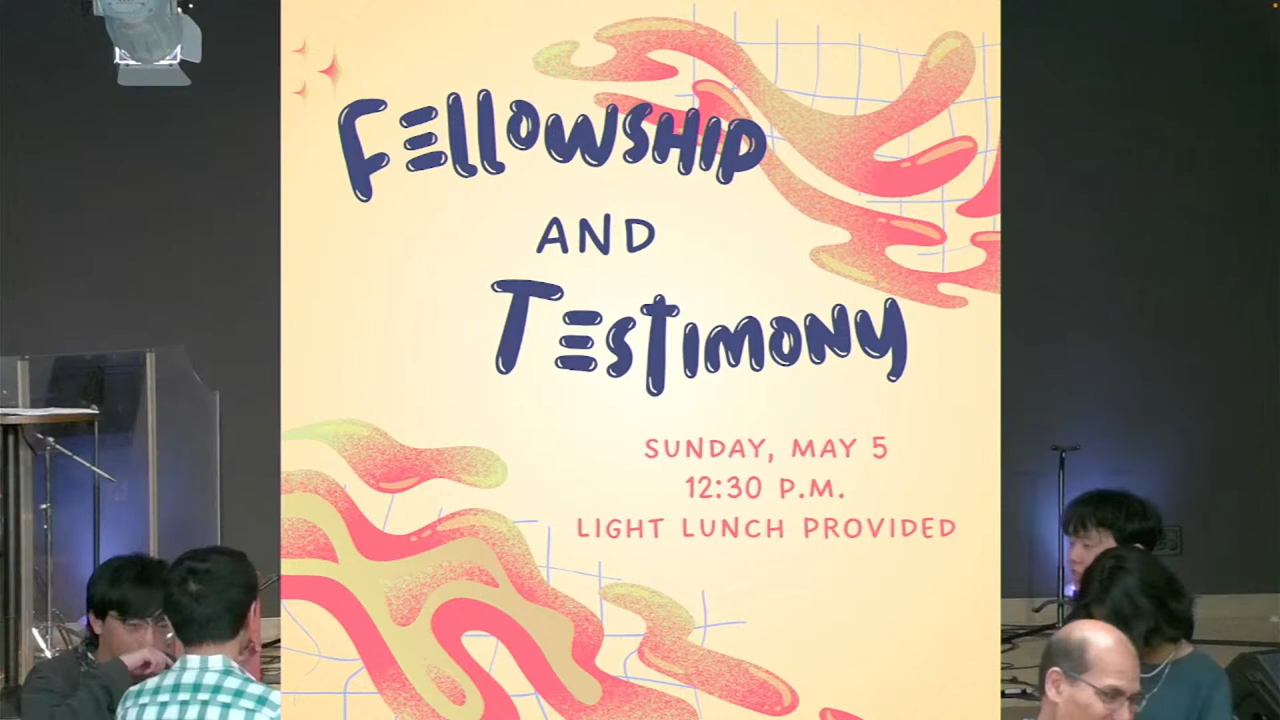 FELLOWSHIP
AND
TESTIMONY
SUNDAY, MAY 5
12:30 P.M.
LIGHT LUNCH PROVIDED